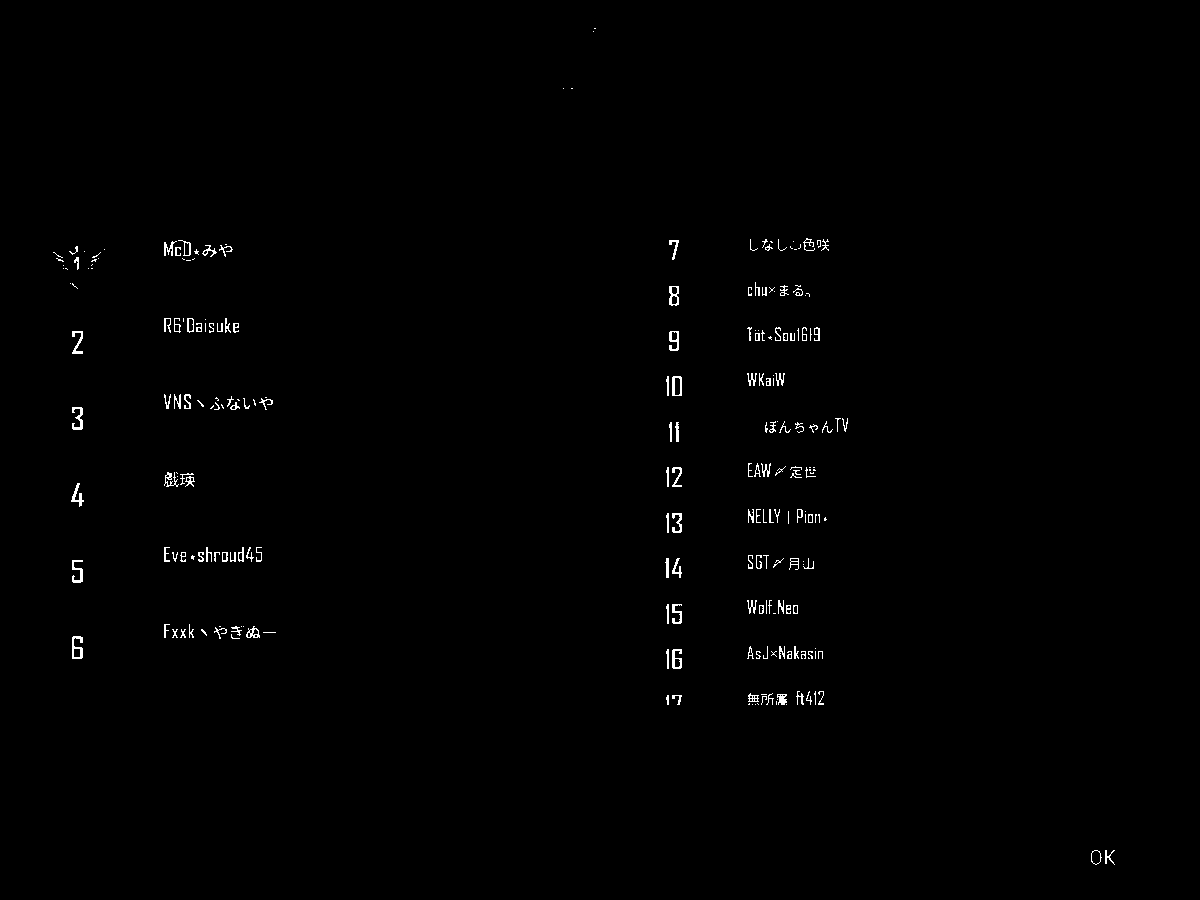 1 McD⋆みや
2 R6'Daisuke
3 VNSヽふないや
4 戯瑛
5 Eve⋆shroud45
6 Fxxkヽやぎぬー
7 しなしふ色咲
8 chu×まる。
9 Töt⋆Soul619
10 WKaiW
11 ぼんちゃんTV
12 EAW〆定世
13 NELLY | Pion⋆
14 SGT〆月山
15 Wolf_Neo
16 AsJ×Nakasin
17 無所属 ft412
OK